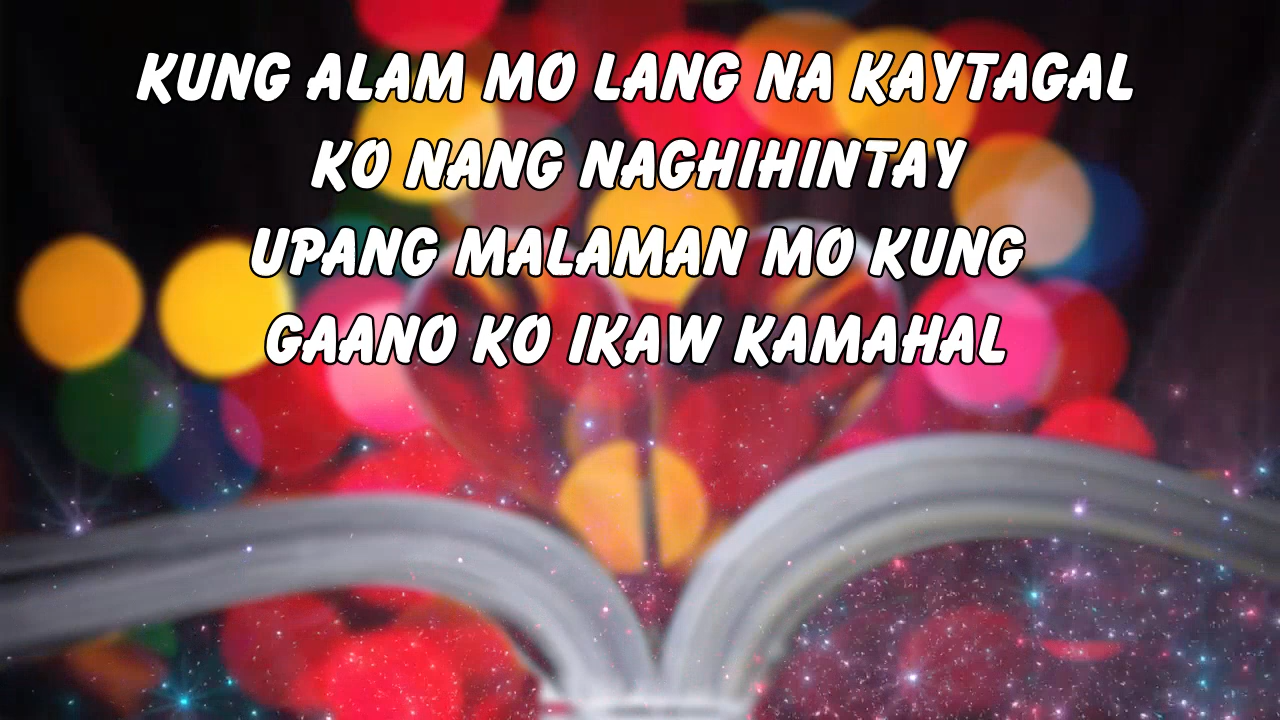 KUNG ALAM MO LANG NA KAYTAGAL
KO NANG NAGHIHINTAY
UPANG MALAMAN MO KUNG
GAANO KO IKAW KAMAHAL